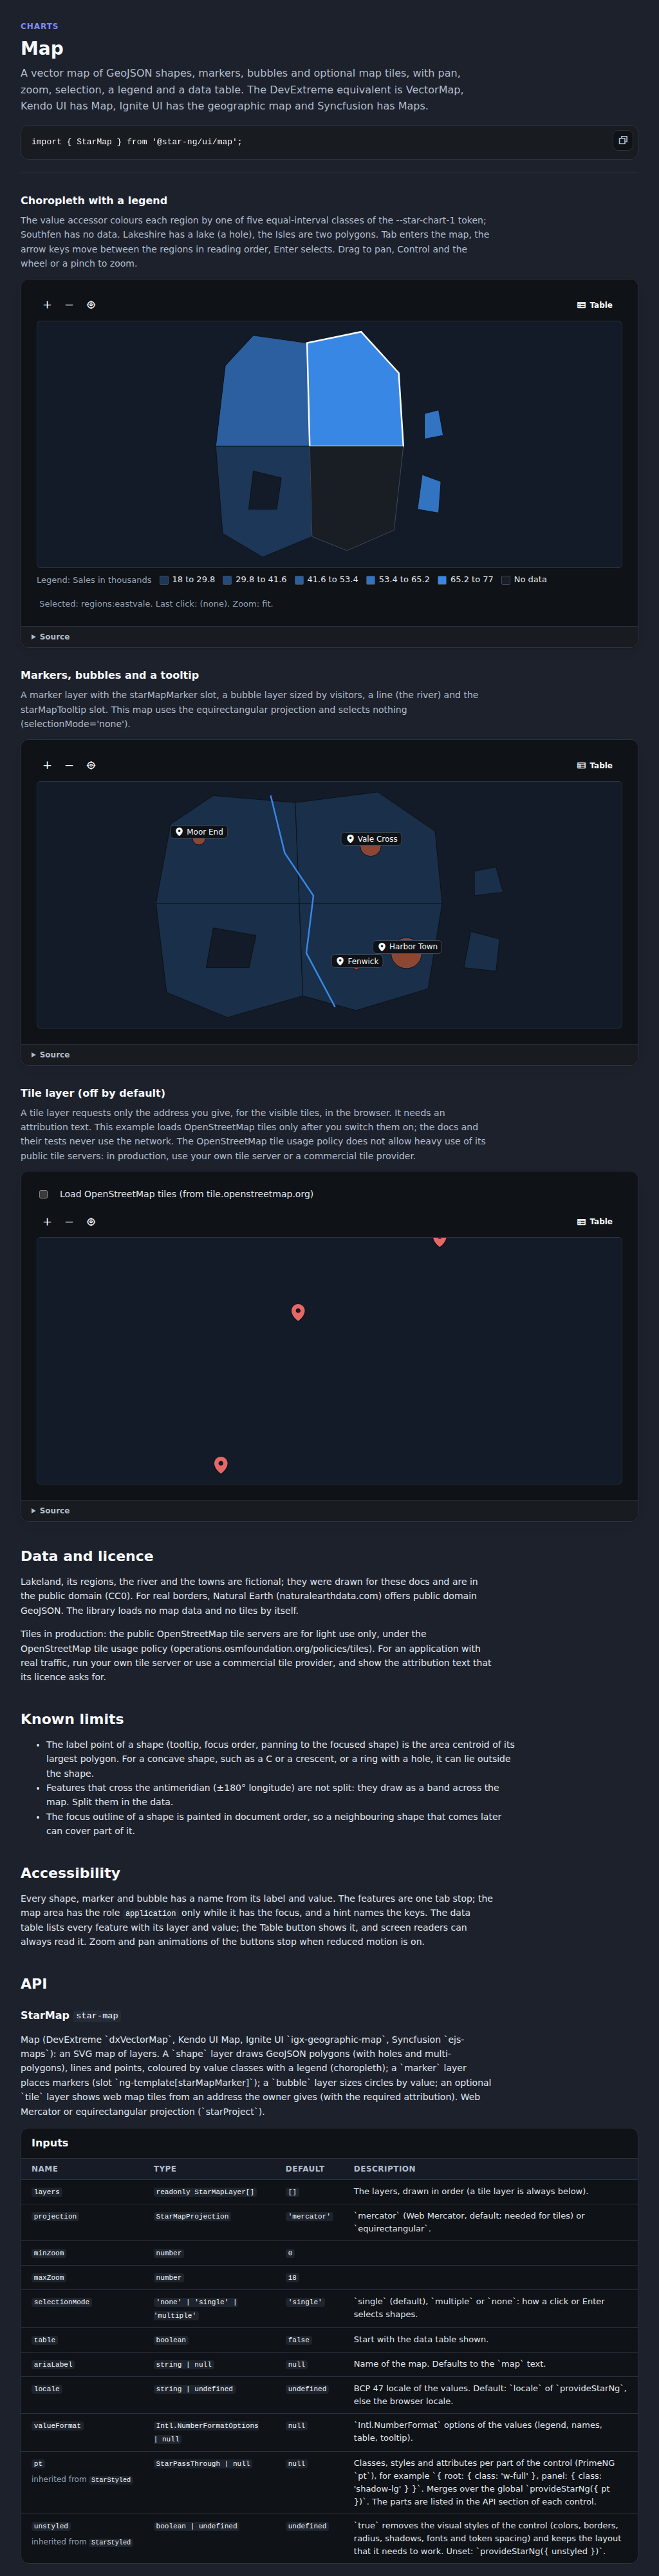 CHARTS
Map
A vector map of GeoJSON shapes, markers, bubbles and optional map tiles, with pan,
zoom, selection, a legend and a data table. The DevExtreme equivalent is VectorMap,
Kendo UI has Map, Ignite UI has the geographic map and Syncfusion has Maps.
import { StarMap } from '@star-ng/ui/map';
Choropleth with a legend
The value accessor colours each region by one of five equal-interval classes of the --star-chart-1 token;
Southfen has no data. Lakeshire has a lake (a hole), the Isles are two polygons. Tab enters the map, the
arrow keys move between the regions in reading order, Enter selects. Drag to pan, Control and the
wheel or a pinch to zoom.
Table
Legend: Sales in thousands 18 to 29.8 29.8 to 41.6 41.6 to 53.4 53.4 to 65.2 65.2 to 77 No data
Selected: regions:eastvale. Last click: (none). Zoom: fit.
Source
Markers, bubbles and a tooltip
A marker layer with the starMapMarker slot, a bubble layer sized by visitors, a line (the river) and the
starMapTooltip slot. This map uses the equirectangular projection and selects nothing
(selectionMode='none').
Table
Moor End
Vale Cross
Harbor Town
Fenwick
Source
Tile layer (off by default)
A tile layer requests only the address you give, for the visible tiles, in the browser. It needs an
attribution text. This example loads OpenStreetMap tiles only after you switch them on; the docs and
their tests never use the network. The OpenStreetMap tile usage policy does not allow heavy use of its
public tile servers: in production, use your own tile server or a commercial tile provider.
Load OpenStreetMap tiles (from tile.openstreetmap.org)
Table
Source
Data and licence
Lakeland, its regions, the river and the towns are fictional; they were drawn for these docs and are in
the public domain (CC0). For real borders, Natural Earth (naturalearthdata.com) offers public domain
GeoJSON. The library loads no map data and no tiles by itself.
Tiles in production: the public OpenStreetMap tile servers are for light use only, under the
OpenStreetMap tile usage policy (operations.osmfoundation.org/policies/tiles). For an application with
real traffic, run your own tile server or use a commercial tile provider, and show the attribution text that
its licence asks for.
Known limits
• The label point of a shape (tooltip, focus order, panning to the focused shape) is the area centroid of its
largest polygon. For a concave shape, such as a C or a crescent, or a ring with a hole, it can lie outside
the shape.
• Features that cross the antimeridian (±180° longitude) are not split: they draw as a band across the
map. Split them in the data.
• The focus outline of a shape is painted in document order, so a neighbouring shape that comes later
can cover part of it.
Accessibility
Every shape, marker and bubble has a name from its label and value. The features are one tab stop; the
map area has the role application only while it has the focus, and a hint names the keys. The data
table lists every feature with its layer and value; the Table button shows it, and screen readers can
always read it. Zoom and pan animations of the buttons stop when reduced motion is on.
API
StarMap star-map
Map (DevExtreme `dxVectorMap`, Kendo UI Map, Ignite UI `igx-geographic-map`, Syncfusion `ejs-
maps`): an SVG map of layers. A `shape` layer draws GeoJSON polygons (with holes and multi-
polygons), lines and points, coloured by value classes with a legend (choropleth); a `marker` layer
places markers (slot `ng-template[starMapMarker]`); a `bubble` layer sizes circles by value; an optional
`tile` layer shows web map tiles from an address the owner gives (with the required attribution). Web
Mercator or equirectangular projection (`starProject`).
Inputs
NAME TYPE DEFAULT DESCRIPTION
layers readonly StarMapLayer[] [] The layers, drawn in order (a tile layer is always below).
projection StarMapProjection 'mercator' `mercator` (Web Mercator, default; needed for tiles) or
`equirectangular`.
minZoom number 0
maxZoom number 18
selectionMode 'none' | 'single' | 'single' `single` (default), `multiple` or `none`: how a click or Enter
'multiple' selects shapes.
table boolean false Start with the data table shown.
ariaLabel string | null null Name of the map. Defaults to the `map` text.
locale string | undefined undefined BCP 47 locale of the values. Default: `locale` of `provideStarNg`,
else the browser locale.
valueFormat Intl.NumberFormatOptions null `Intl.NumberFormat` options of the values (legend, names,
| null table, tooltip).
pt StarPassThrough | null null Classes, styles and attributes per part of the control (PrimeNG
inherited from StarStyled `pt`), for example `{ root: { class: 'w-full' }, panel: { class:
'shadow-lg' } }`. Merges over the global `provideStarNg({ pt
})`. The parts are listed in the API section of each control.
unstyled boolean | undefined undefined `true` removes the visual styles of the control (colors, borders,
inherited from StarStyled radius, shadows, fonts and token spacing) and keeps the layout
that it needs to work. Unset: `provideStarNg({ unstyled })`.